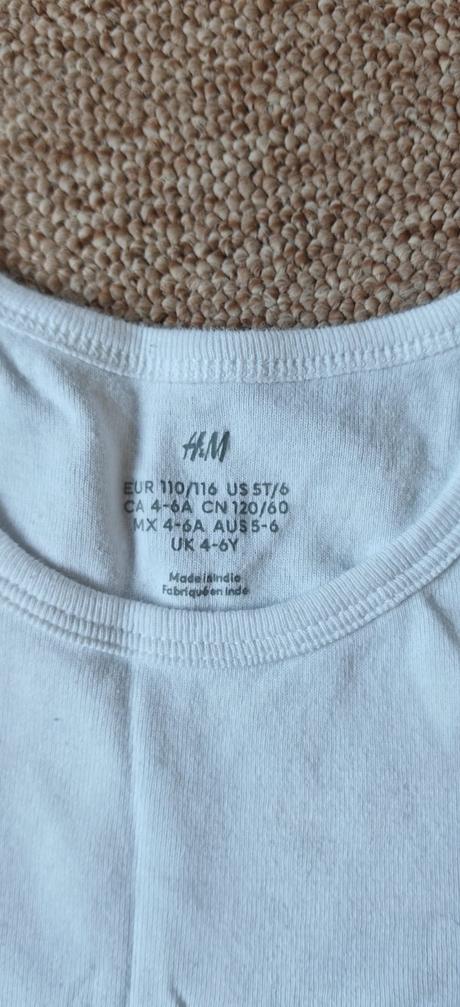 H&M
EUR 110/116 US 5T/6
CA 4-6A CN 120/60
MX 4-6A AUS 5-6
UK 4-6Y
Made in India
Fabriqué en Inde